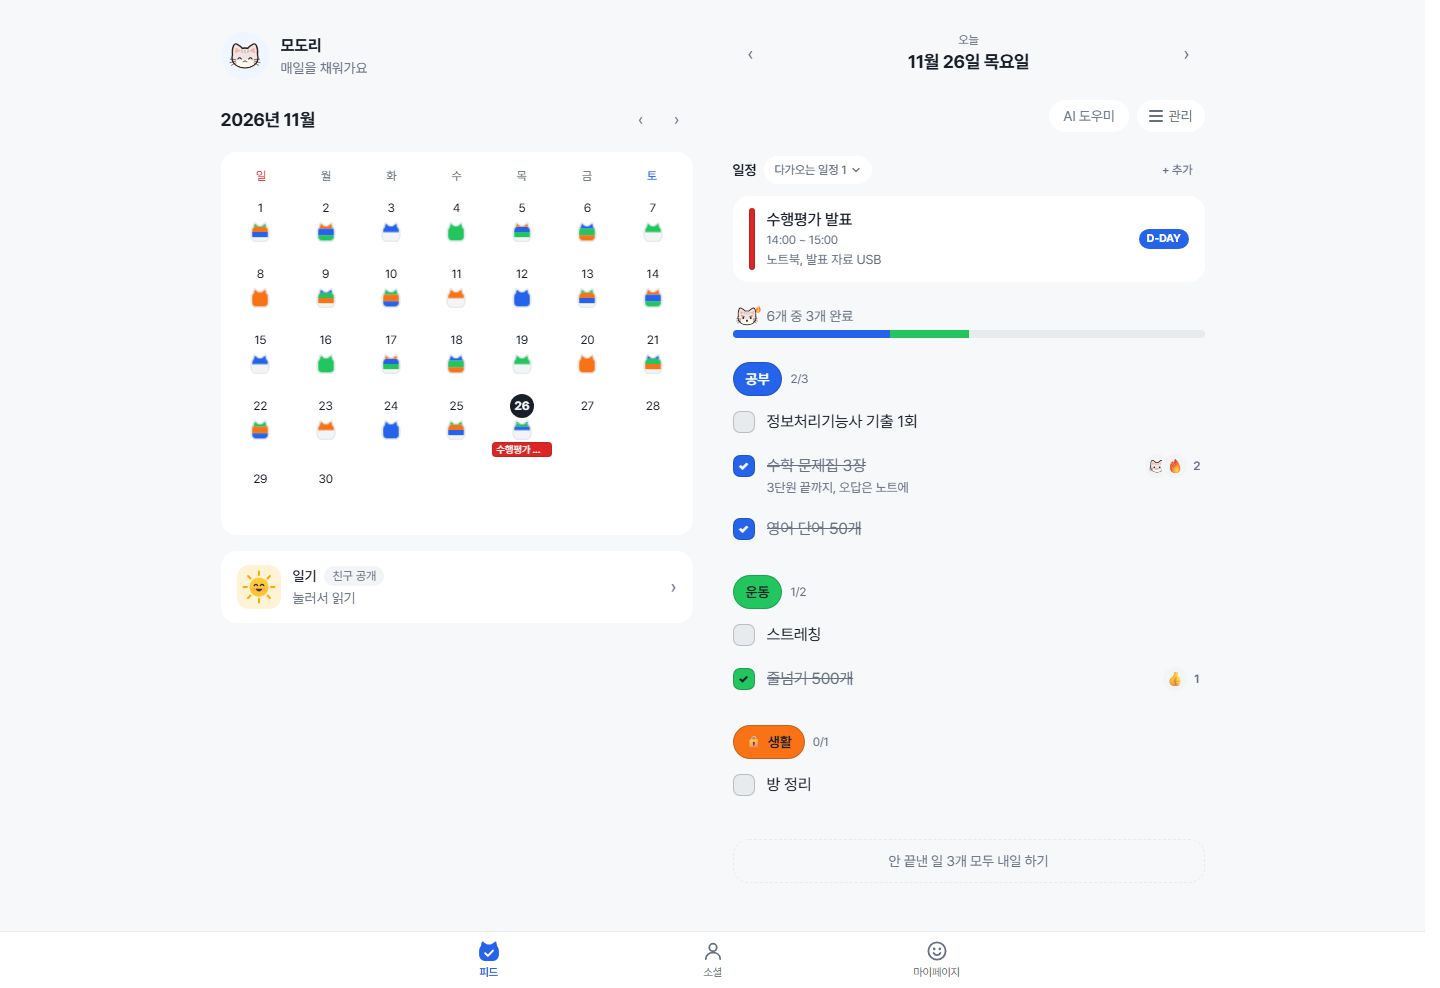 모도리
매일을 채워가요
2026년 11월
일 월 화 수 목 금 토
1 2 3 4 5 6 7
8 9 10 11 12 13 14
15 16 17 18 19 20 21
22 23 24 25 26 27 28
수행평가 ...
29 30
일기 친구 공개
눌러서 읽기
오늘
11월 26일 목요일
AI 도우미 관리
일정 다가오는 일정 1 + 추가
수행평가 발표
14:00 – 15:00
노트북, 발표 자료 USB
D-DAY
6개 중 3개 완료
공부 2/3
정보처리기능사 기출 1회
수학 문제집 3장 2
3단원 끝까지, 오답은 노트에
영어 단어 50개
운동 1/2
스트레칭
줄넘기 500개 1
생활 0/1
방 정리
안 끝낸 일 3개 모두 내일 하기
피드 소셜 마이페이지